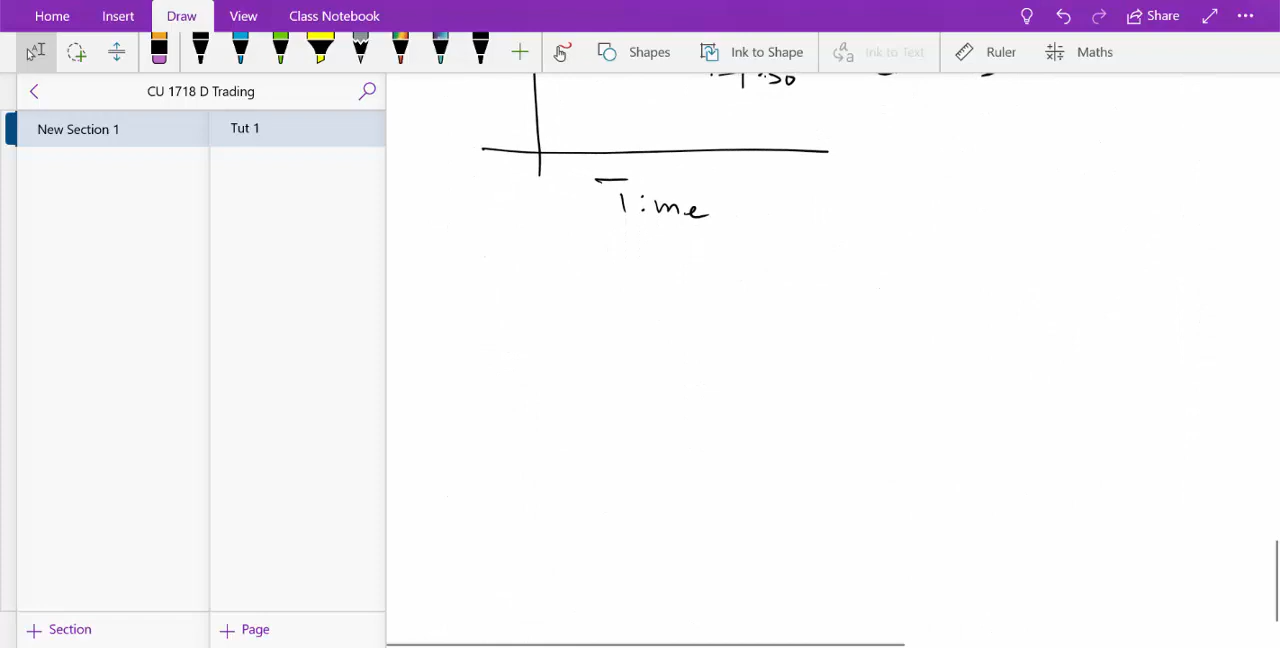 Home Insert Draw View Class Notebook Share
Shapes Ink to Shape Ink to Text Ruler Maths
CU 1718 D Trading
New Section 1 Tut 1
Time
+ Section + Page